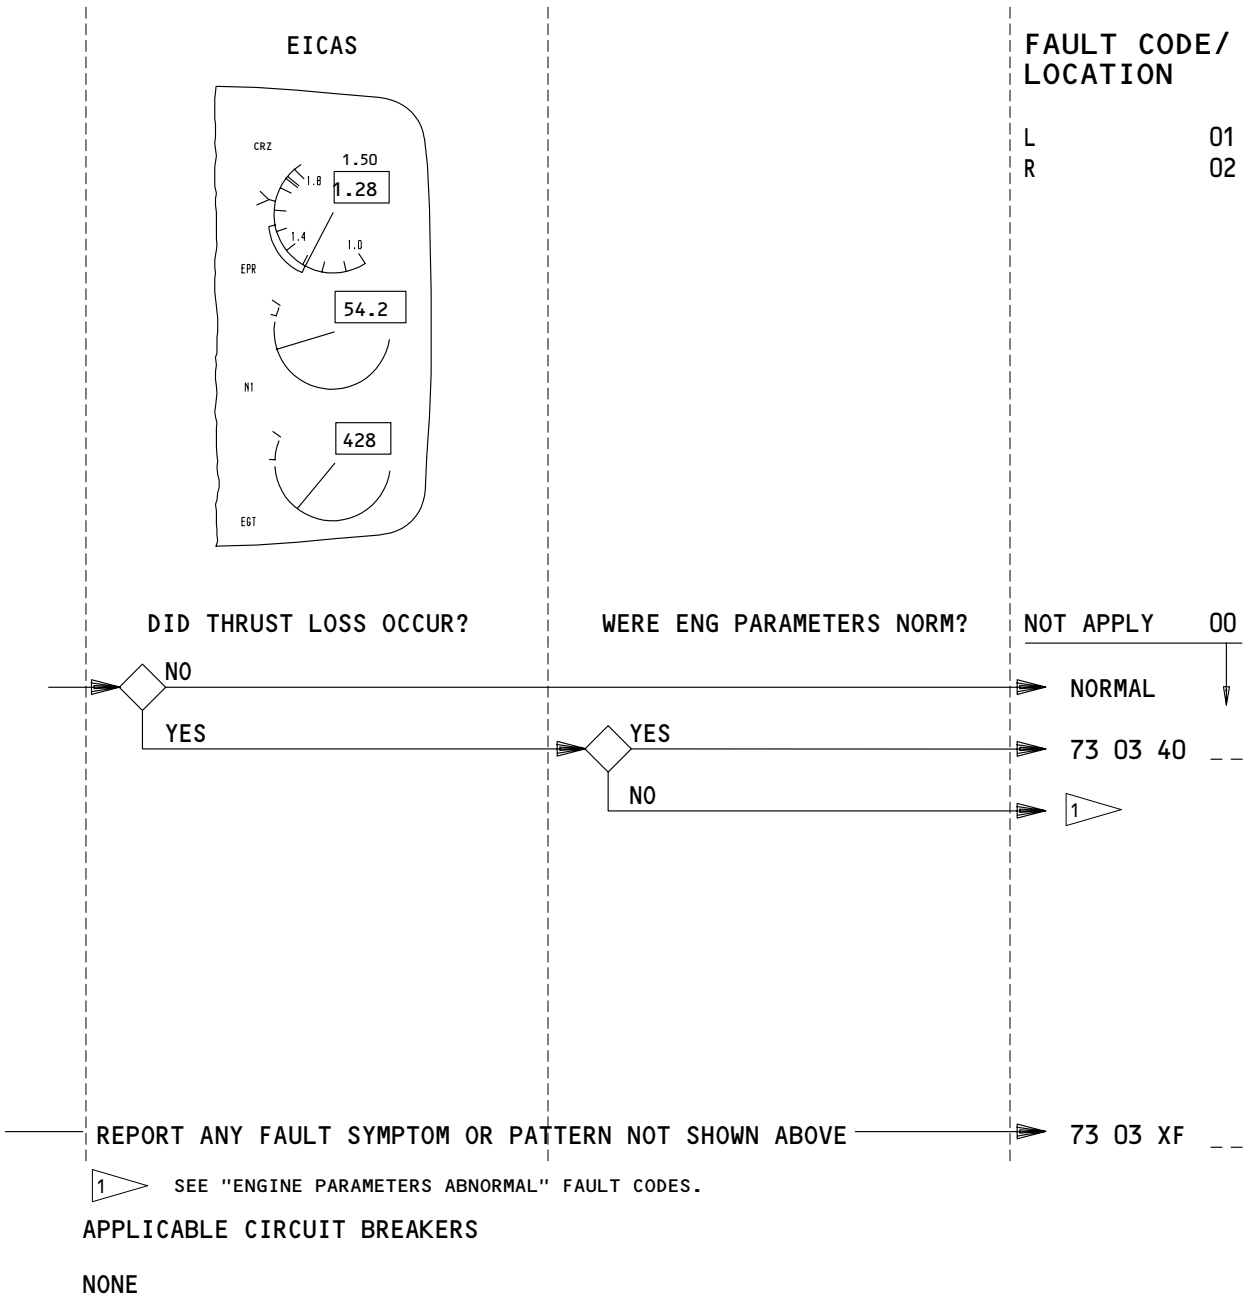 EICAS
FAULT CODE/
LOCATION
L 01
R 02
CRZ
1.50
1.8
1.28
1.4
1.0
EPR
54.2
N1
428
EGT
DID THRUST LOSS OCCUR?
WERE ENG PARAMETERS NORM?
NOT APPLY 00
NO
NORMAL
YES
YES
73 03 40 _ _
NO
1
REPORT ANY FAULT SYMPTOM OR PATTERN NOT SHOWN ABOVE
73 03 XF _ _
1 SEE "ENGINE PARAMETERS ABNORMAL" FAULT CODES.
APPLICABLE CIRCUIT BREAKERS
NONE